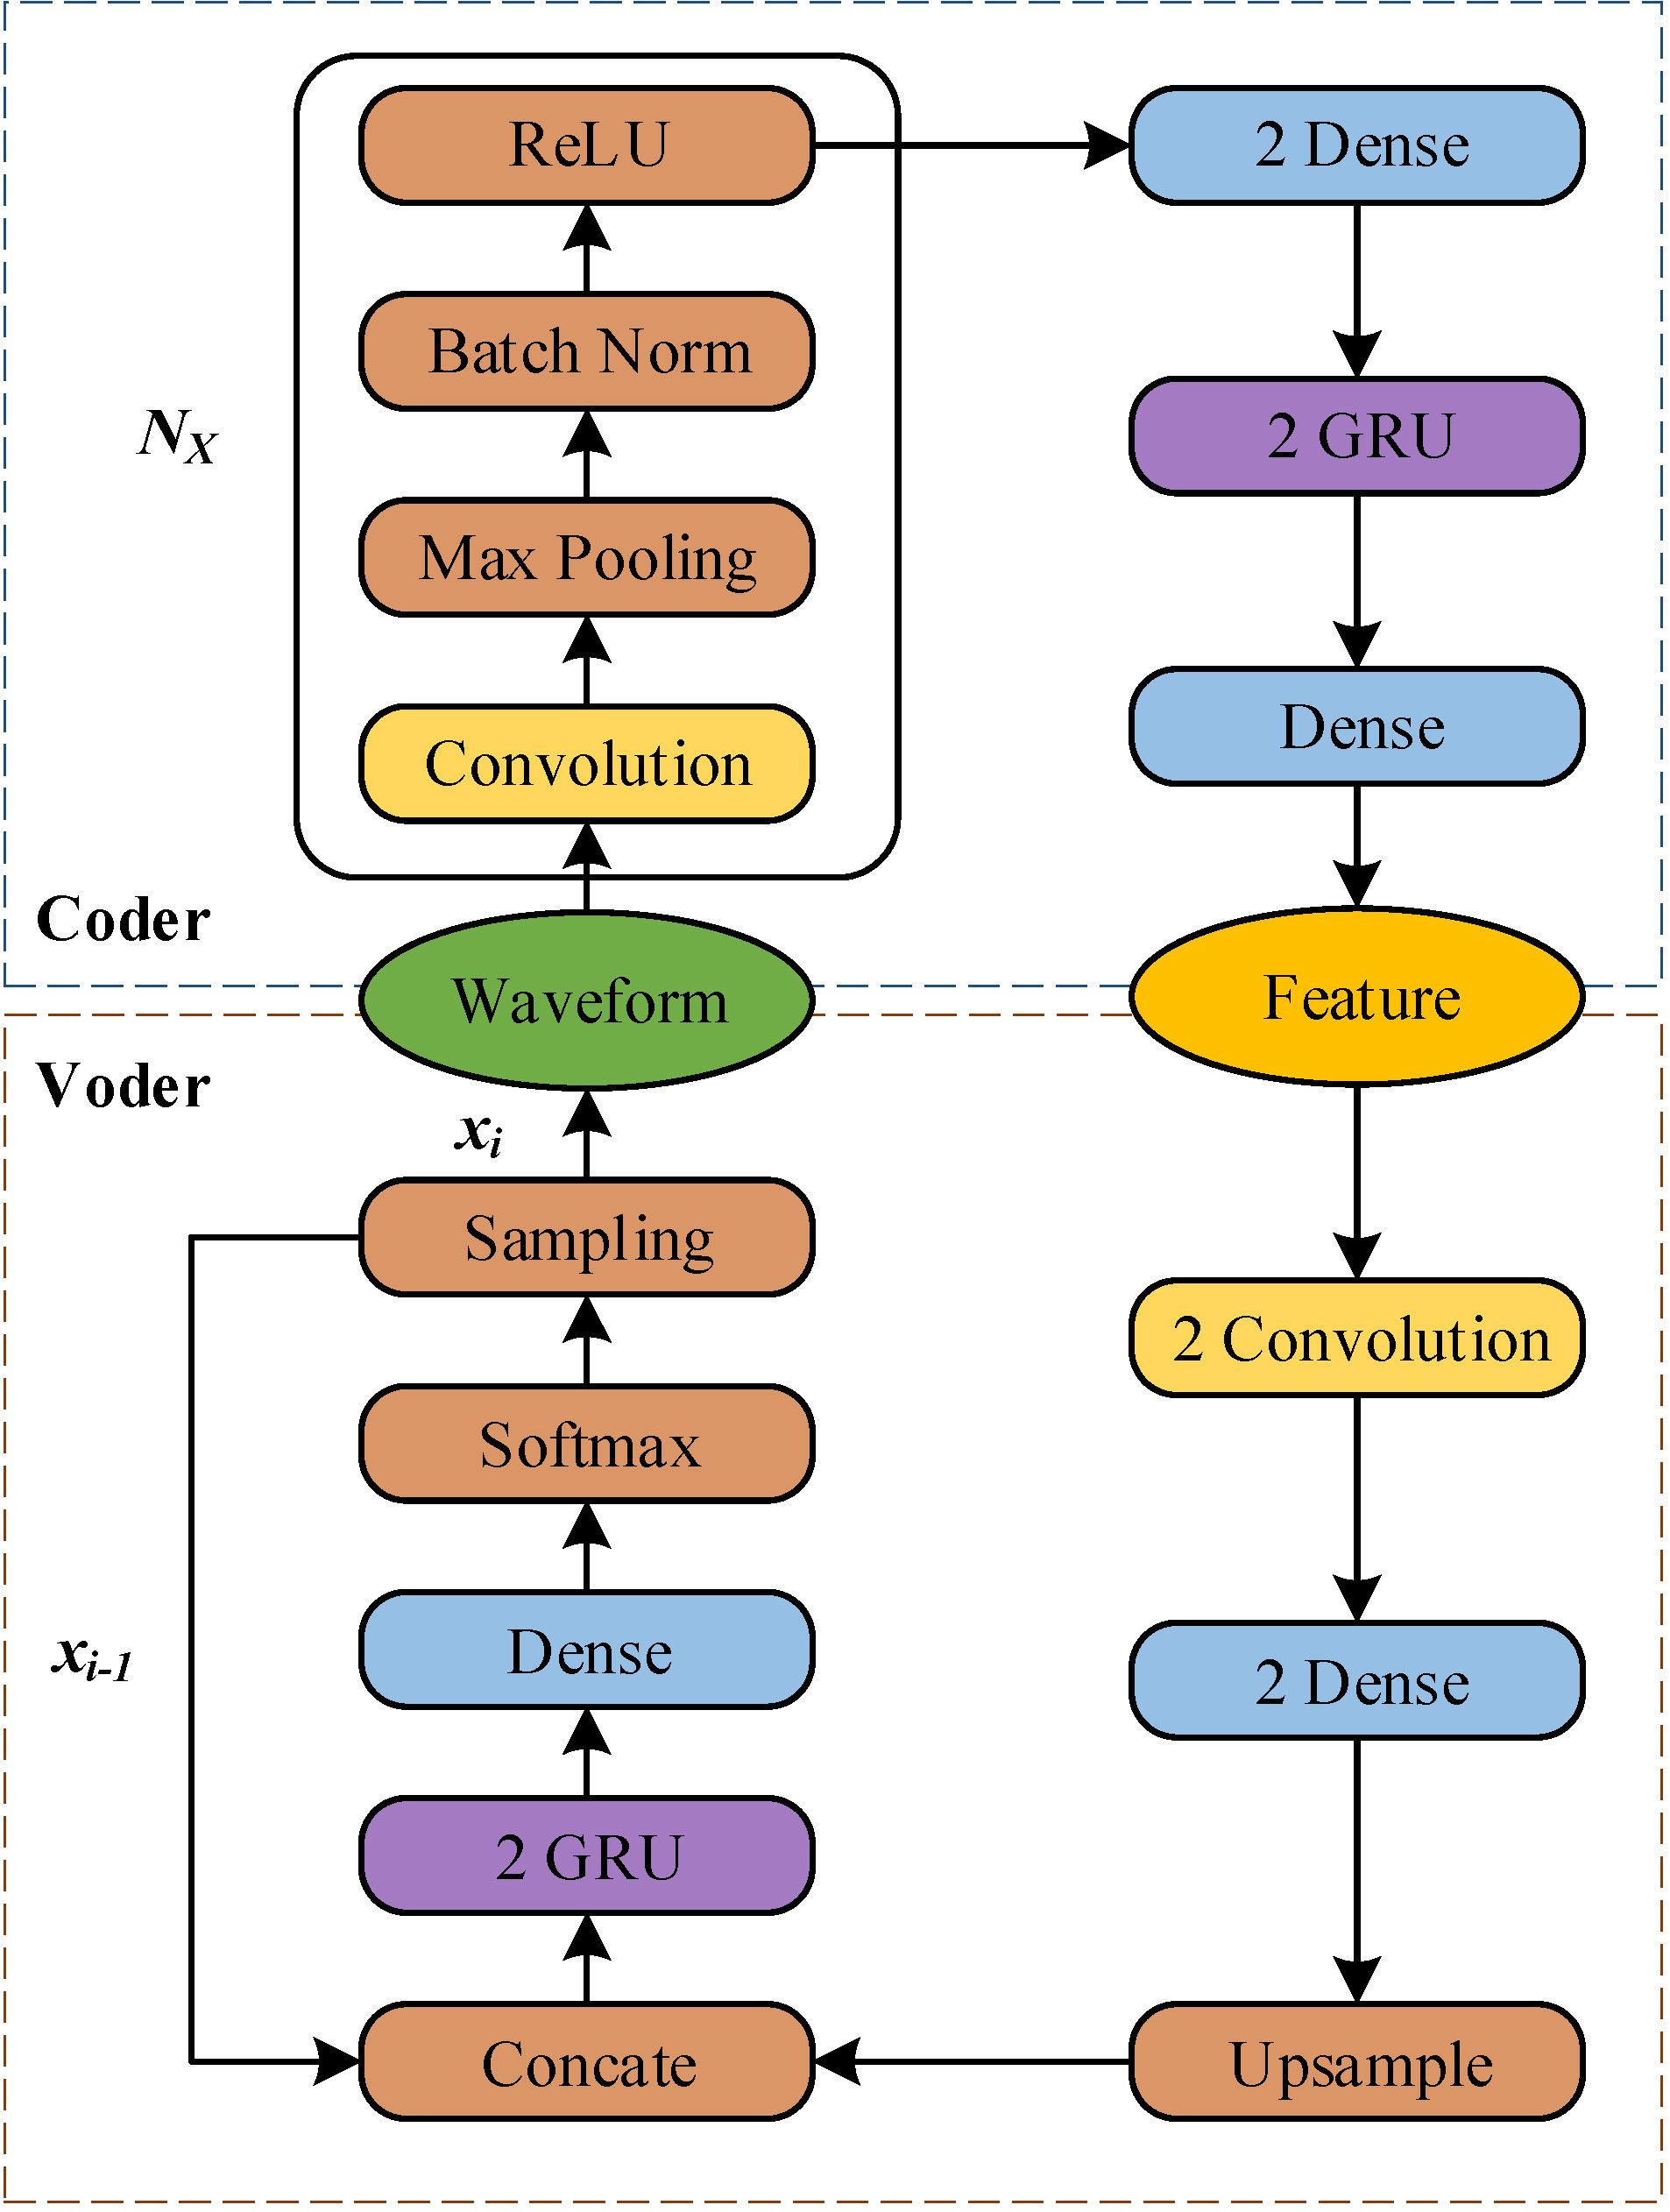 ReLU
2 Dense
Batch Norm
2 GRU
N_X
Max Pooling
Dense
Convolution
Coder
Waveform
Feature
Voder
x_i
Sampling
2 Convolution
Softmax
Dense
2 Dense
x_{i-1}
2 GRU
Concate
Upsample